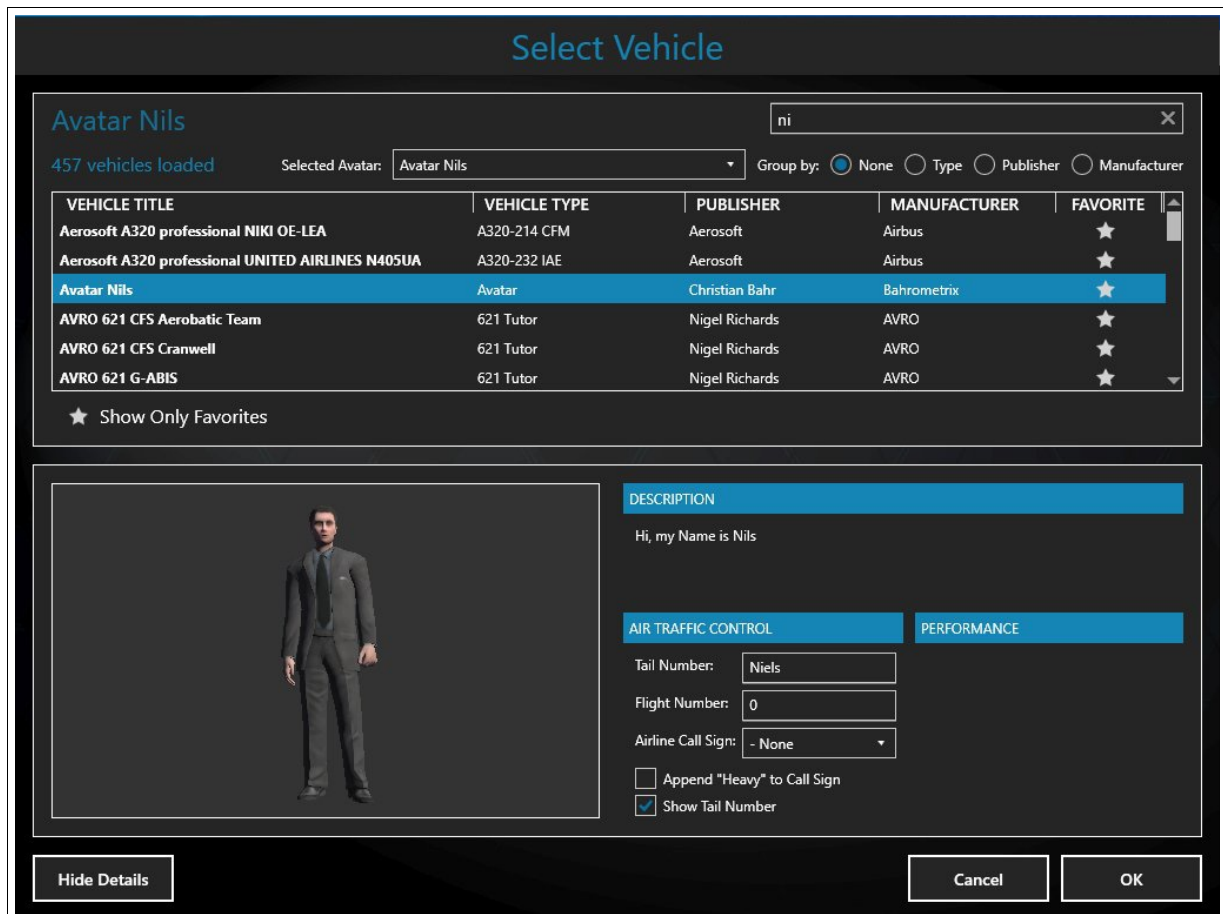 Select Vehicle
Avatar Nils
ni
457 vehicles loaded Selected Avatar: Avatar Nils Group by: None Type Publisher Manufacturer
VEHICLE TITLE VEHICLE TYPE PUBLISHER MANUFACTURER FAVORITE
Aerosoft A320 professional NIKI OE-LEA A320-214 CFM Aerosoft Airbus
Aerosoft A320 professional UNITED AIRLINES N405UA A320-232 IAE Aerosoft Airbus
Avatar Nils Avatar Christian Bahr Bahrometrix
AVRO 621 CFS Aerobatic Team 621 Tutor Nigel Richards AVRO
AVRO 621 CFS Cranwell 621 Tutor Nigel Richards AVRO
AVRO 621 G-ABIS 621 Tutor Nigel Richards AVRO
Show Only Favorites
DESCRIPTION
Hi, my Name is Nils
AIR TRAFFIC CONTROL PERFORMANCE
Tail Number: Niels
Flight Number: 0
Airline Call Sign: - None
Append "Heavy" to Call Sign
Show Tail Number
Hide Details Cancel OK